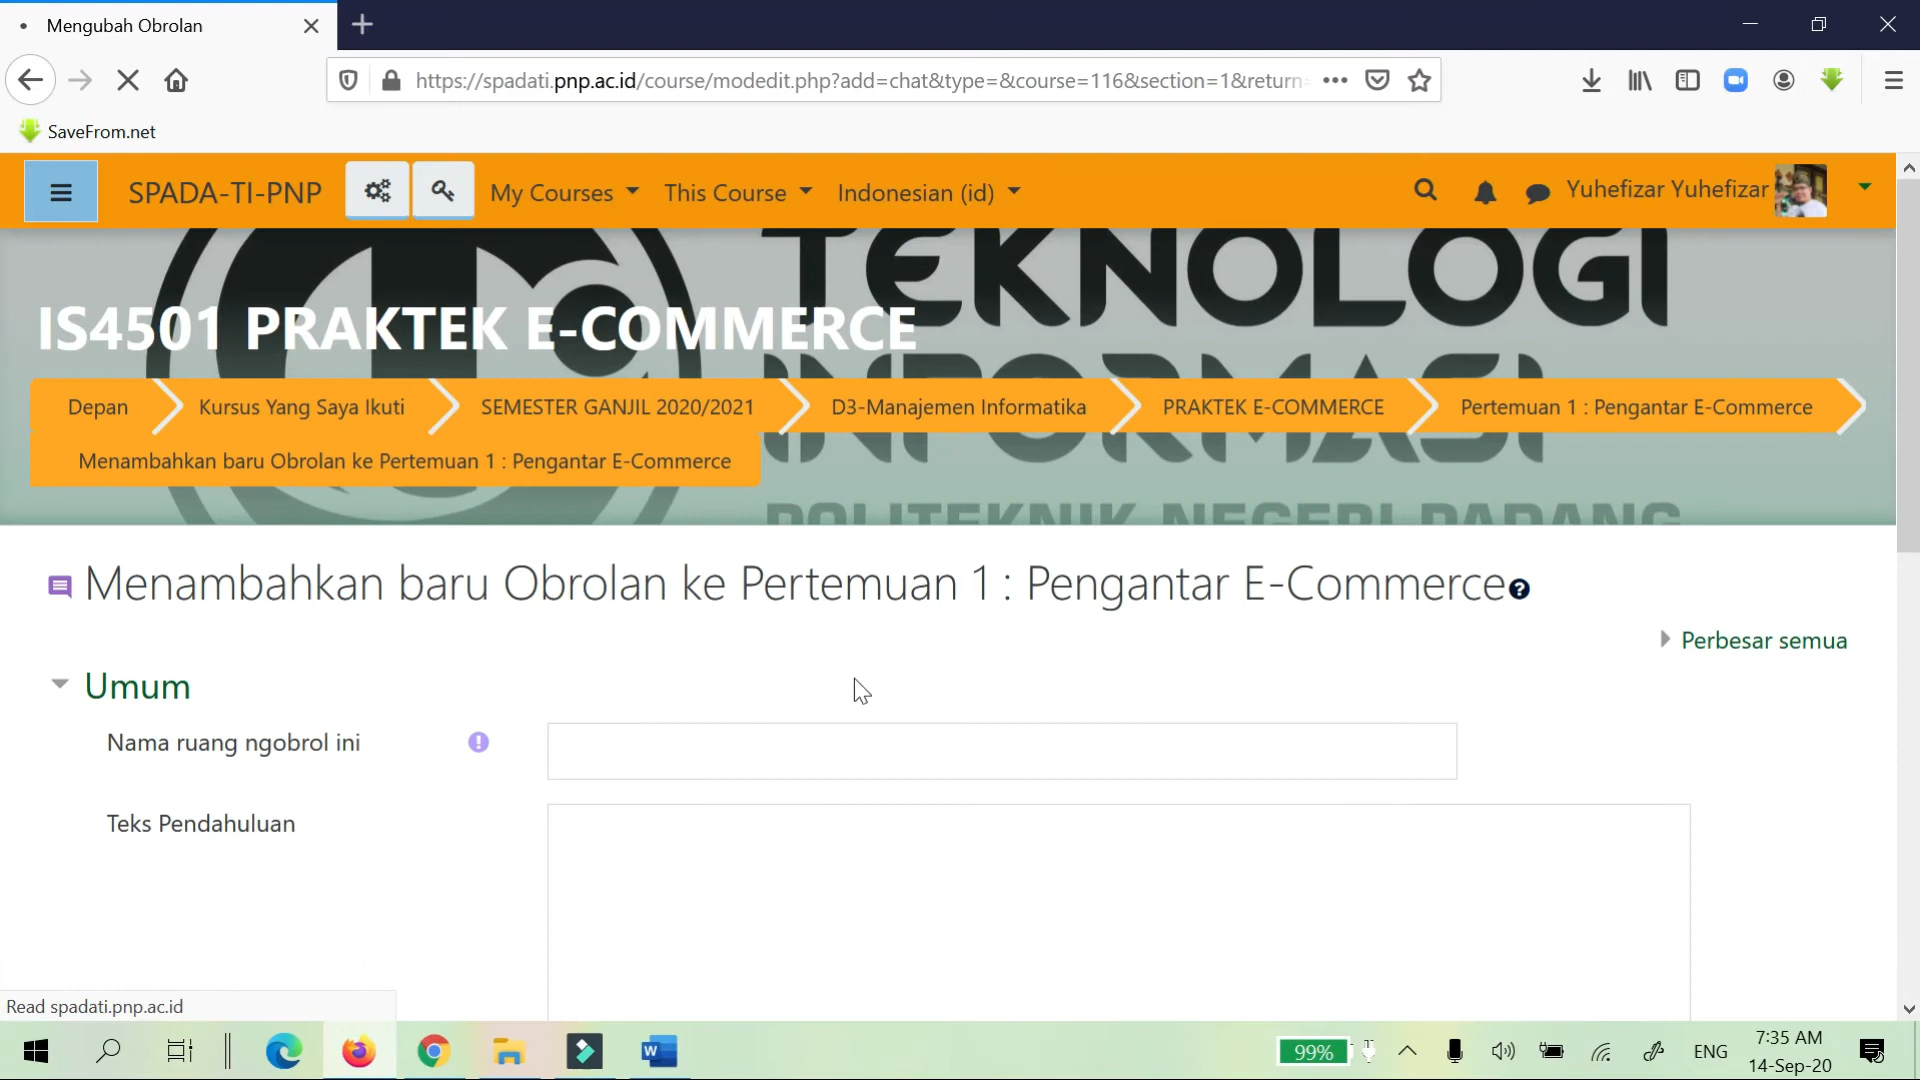 Mengubah Obrolan
https://spadati.pnp.ac.id/course/modedit.php?add=chat&type=&course=116&section=1&return=
SaveFrom.net
SPADA-TI-PNP
My Courses
This Course
Indonesian (id)
Yuhefizar Yuhefizar
TEKNOLOGI
INFORMASI
POLITEKNIK NEGERI PADANG
IS4501 PRAKTEK E-COMMERCE
Depan
Kursus Yang Saya Ikuti
SEMESTER GANJIL 2020/2021
D3-Manajemen Informatika
PRAKTEK E-COMMERCE
Pertemuan 1 : Pengantar E-Commerce
Menambahkan baru Obrolan ke Pertemuan 1 : Pengantar E-Commerce
Menambahkan baru Obrolan ke Pertemuan 1 : Pengantar E-Commerce
Perbesar semua
Umum
Nama ruang ngobrol ini
Teks Pendahuluan
Read spadati.pnp.ac.id
99%
ENG
7:35 AM
14-Sep-20